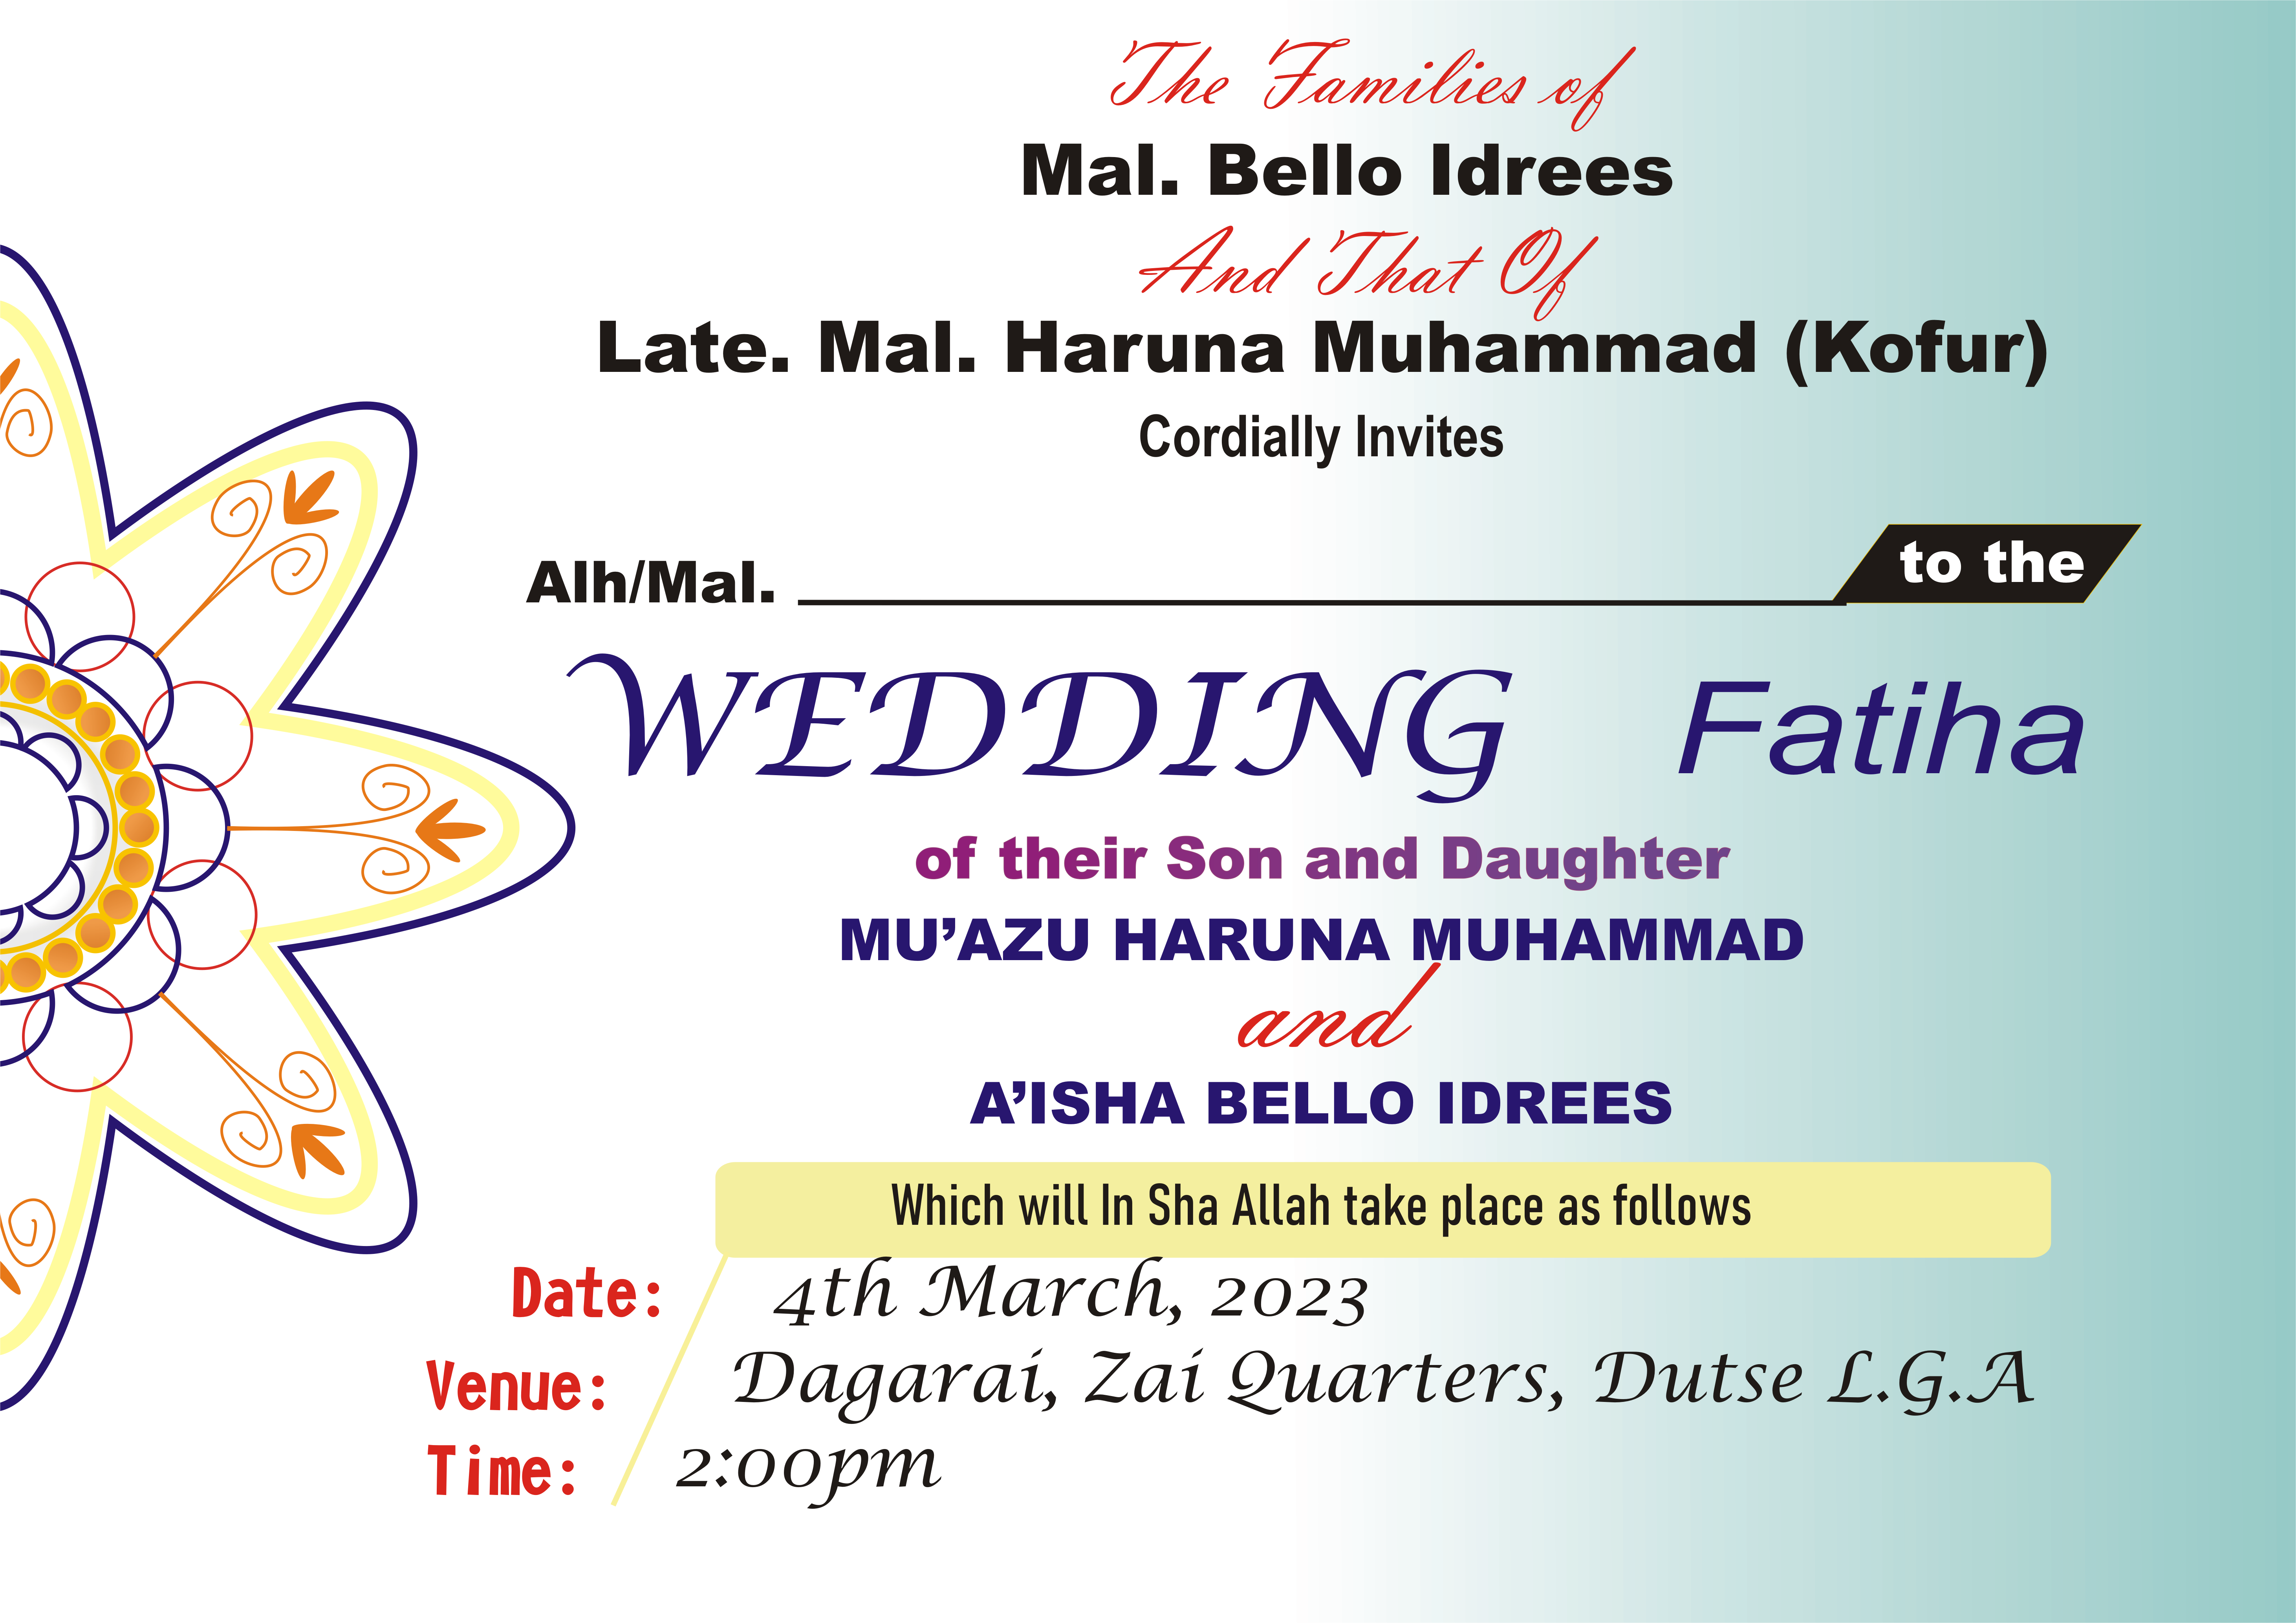 The Families of
Mal. Bello Idrees
And That Of
Late. Mal. Haruna Muhammad (Kofur)
Cordially Invites
Alh/Mal. to the
WEDDING Fatiha
of their Son and Daughter
MU’AZU HARUNA MUHAMMAD
and
A’ISHA BELLO IDREES
Which will In Sha Allah take place as follows
Date: 4th March, 2023
Venue: Dagarai, Zai Quarters, Dutse L.G.A
Time: 2:00pm